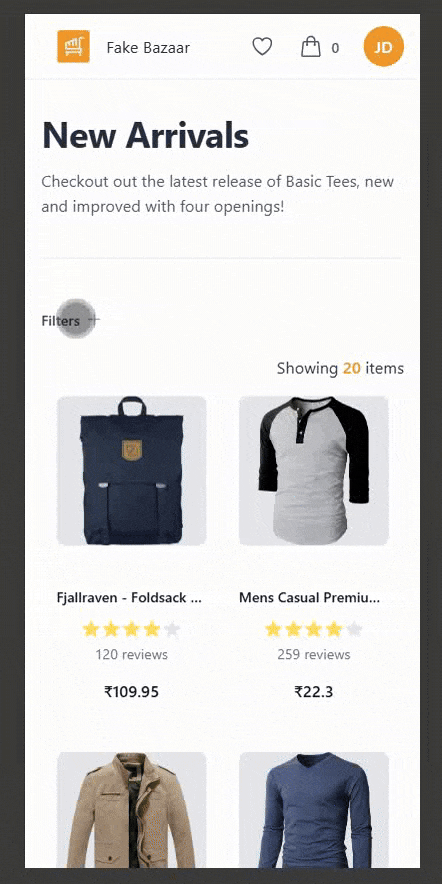 Fake Bazaar
0
JD
New Arrivals
Checkout out the latest release of Basic Tees, new
and improved with four openings!
Filters +
Showing 20 items
Fjallraven - Foldsack ...
Mens Casual Premiu...
120 reviews
259 reviews
₹109.95
₹22.3